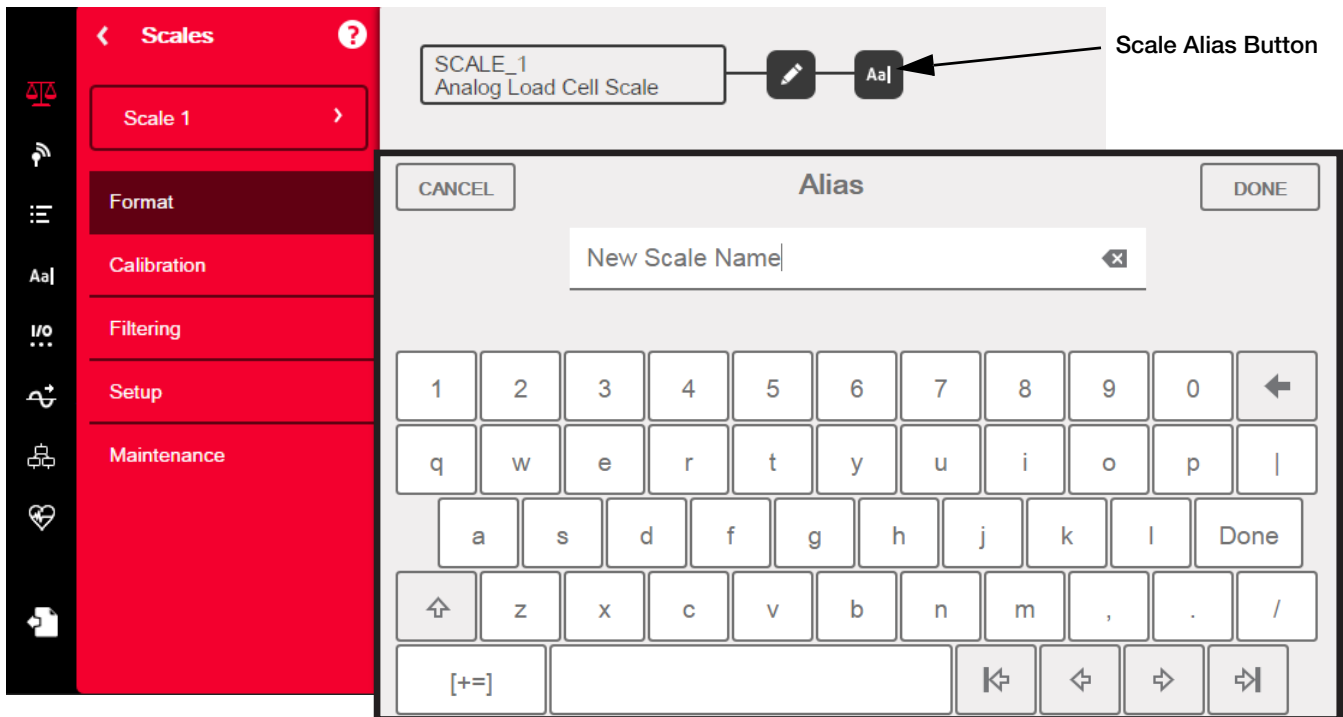 Scales
?
Scale 1
Format
Calibration
Filtering
Setup
Maintenance
Aa
I/O
SCALE_1
Analog Load Cell Scale
Aa
Scale Alias Button
CANCEL
Alias
DONE
New Scale Name
1 2 3 4 5 6 7 8 9 0
q w e r t y u i o p |
a s d f g h j k l Done
z x c v b n m , . /
[+=]